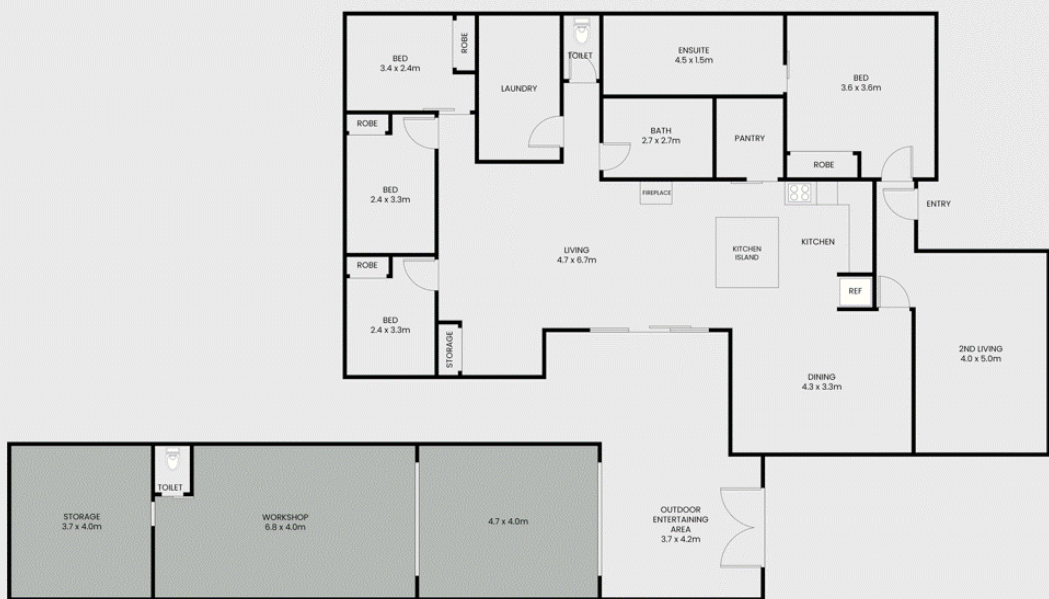 BED
3.4 x 2.4m
ROBE
LAUNDRY
TOILET
ENSUITE
4.5 x 1.5m
BED
3.6 x 3.6m
ROBE
BED
2.4 x 3.3m
BATH
2.7 x 2.7m
PANTRY
ROBE
FIREPLACE
ENTRY
LIVING
4.7 x 6.7m
KITCHEN
ISLAND
KITCHEN
REF
ROBE
BED
2.4 x 3.3m
STORAGE
DINING
4.3 x 3.3m
2ND LIVING
4.0 x 5.0m
STORAGE
3.7 x 4.0m
TOILET
WORKSHOP
6.8 x 4.0m
4.7 x 4.0m
OUTDOOR
ENTERTAINING
AREA
3.7 x 4.2m